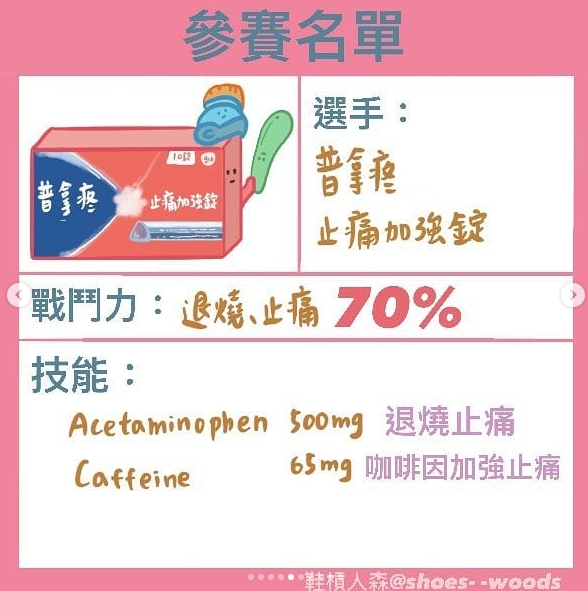 參賽名單
選手：
普拿疼
止痛加強錠
10錠
普拿疼
止痛加強錠
戰鬥力：退燒、止痛 70%
技能：
Acetaminophen 500mg 退燒止痛
Caffeine 65mg 咖啡因加強止痛
鞋櫃人森@shoes-_-woods